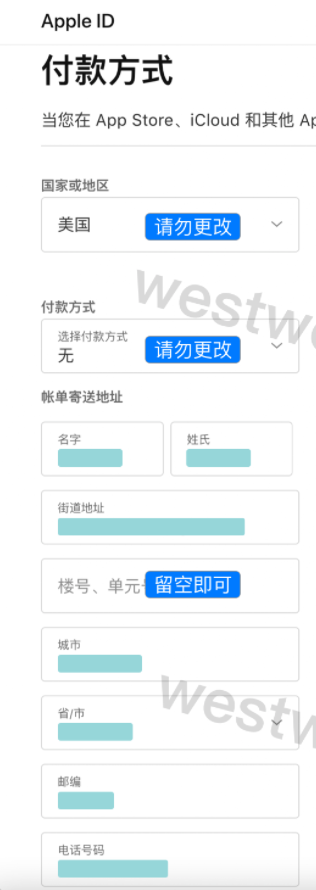 Apple ID
付款方式
当您在 App Store、iCloud 和其他 Ap
国家或地区
美国 请勿更改
付款方式
选择付款方式
无 请勿更改
帐单寄送地址
名字 姓氏
街道地址
楼号、单元 留空即可
城市
省/市
邮编
电话号码
westwe
westw